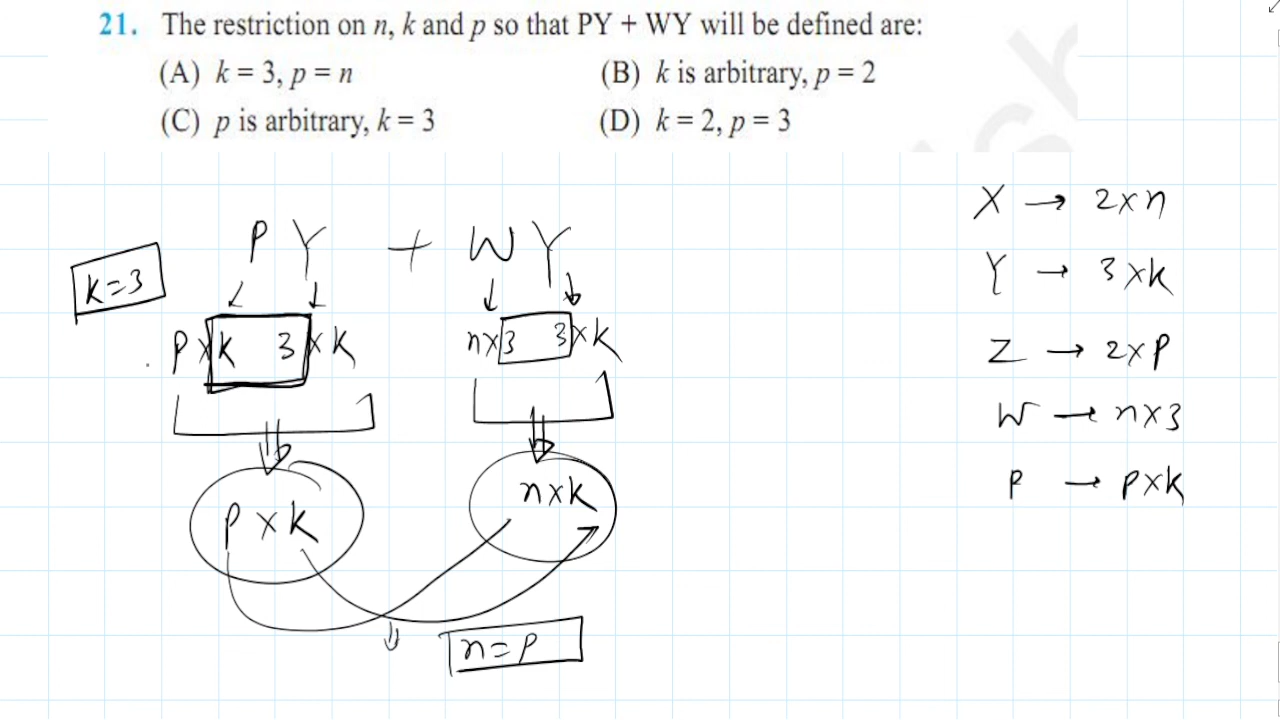 21. The restriction on n, k and p so that PY + WY will be defined are:
(A) k = 3, p = n (B) k is arbitrary, p = 2
(C) p is arbitrary, k = 3 (D) k = 2, p = 3
X → 2×n
P Y + W Y
Y → 3×k
k=3
p×k 3×k n×3 3×k
Z → 2×p
W → n×3
P → p×k
p×k n×k
n=p